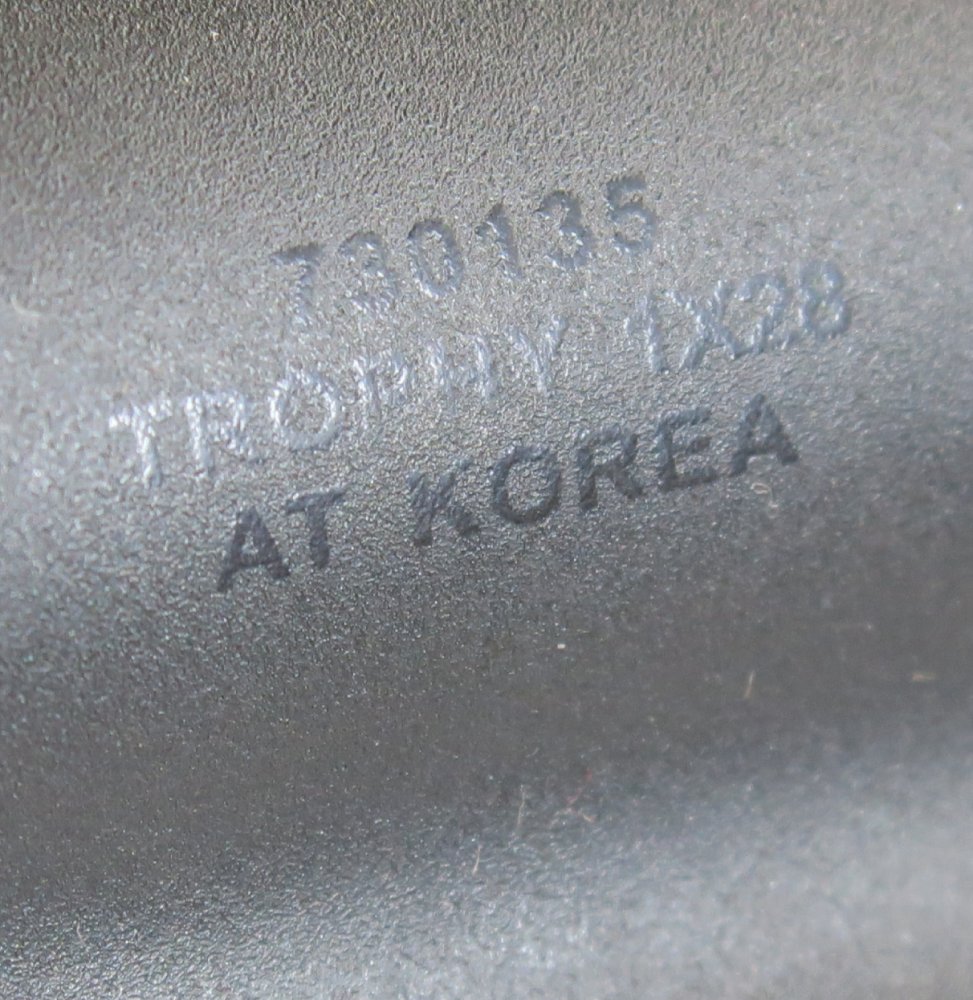 730135
TROPHY 1X28
AT KOREA